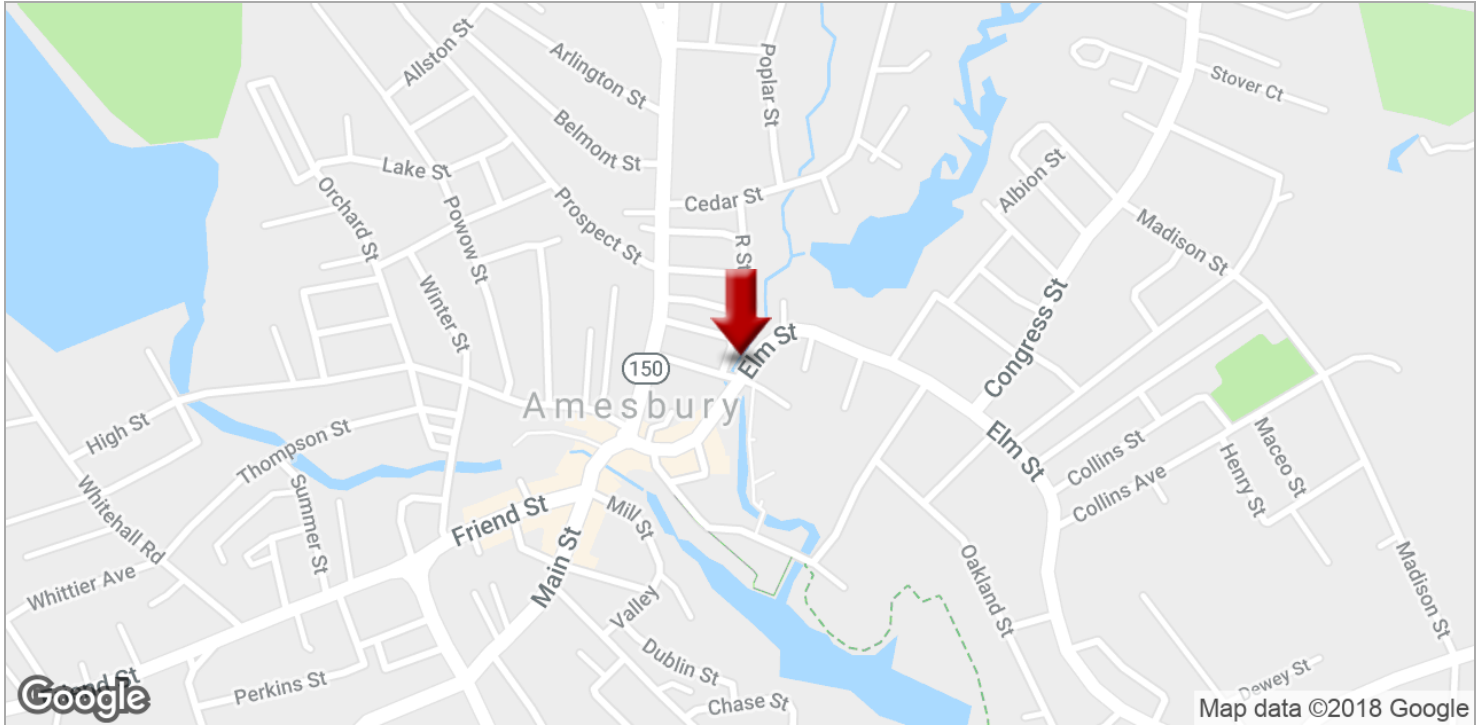 Allston St
Arlington St
Poplar St
Stover Ct
Belmont St
Lake St
Albion St
Cedar St
Orchard St
Powow St
Prospect St
R St
Madison St
Winter St
Congress St
Elm St
150
Amesbury
High St
Thompson St
Elm St
Collins St
Maceo St
Henry St
Collins Ave
Whitehall Rd
Summer St
Friend St
Mill St
Main St
Whittier Ave
Oakland St
Madison St
Valley
Dublin St
Perkins St
Chase St
Dewey St
Google
Map data ©2018 Google